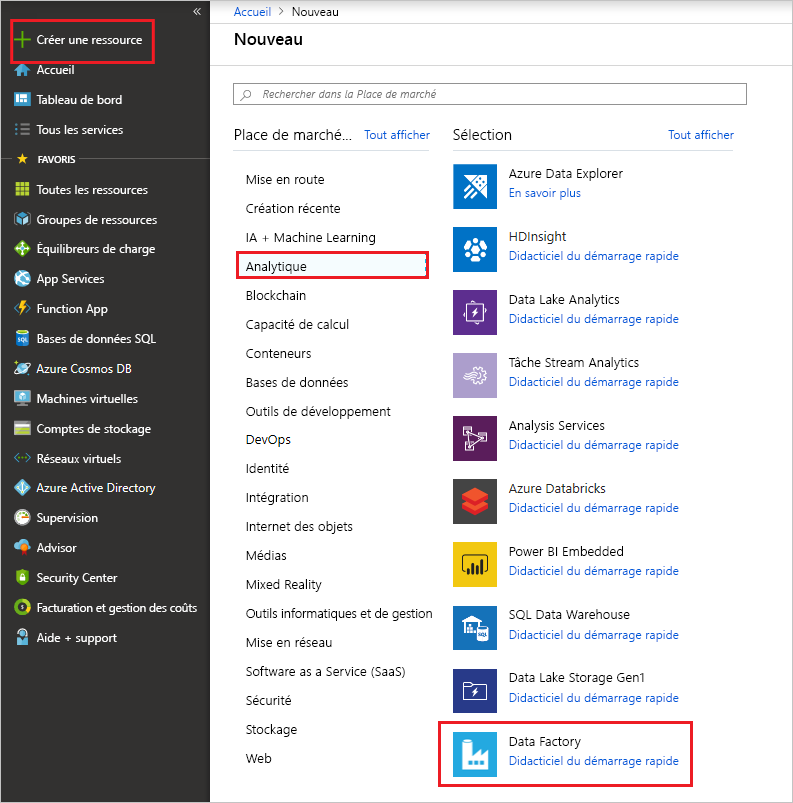 «
Créer une ressource
Accueil
Tableau de bord
Tous les services
FAVORIS
Toutes les ressources
Groupes de ressources
Équilibreurs de charge
App Services
Function App
Bases de données SQL
Azure Cosmos DB
Machines virtuelles
Comptes de stockage
Réseaux virtuels
Azure Active Directory
Supervision
Advisor
Security Center
Facturation et gestion des coûts
Aide + support
Accueil > Nouveau
Nouveau
Rechercher dans la Place de marché
Place de marché... Tout afficher
Mise en route
Création récente
IA + Machine Learning
Analytique
Blockchain
Capacité de calcul
Conteneurs
Bases de données
Outils de développement
DevOps
Identité
Intégration
Internet des objets
Médias
Mixed Reality
Outils informatiques et de gestion
Mise en réseau
Software as a Service (SaaS)
Sécurité
Stockage
Web
Sélection Tout afficher
Azure Data Explorer
En savoir plus
HDInsight
Didacticiel du démarrage rapide
Data Lake Analytics
Didacticiel du démarrage rapide
Tâche Stream Analytics
Didacticiel du démarrage rapide
Analysis Services
Didacticiel du démarrage rapide
Azure Databricks
Didacticiel du démarrage rapide
Power BI Embedded
Didacticiel du démarrage rapide
SQL Data Warehouse
Didacticiel du démarrage rapide
Data Lake Storage Gen1
Didacticiel du démarrage rapide
Data Factory
Didacticiel du démarrage rapide